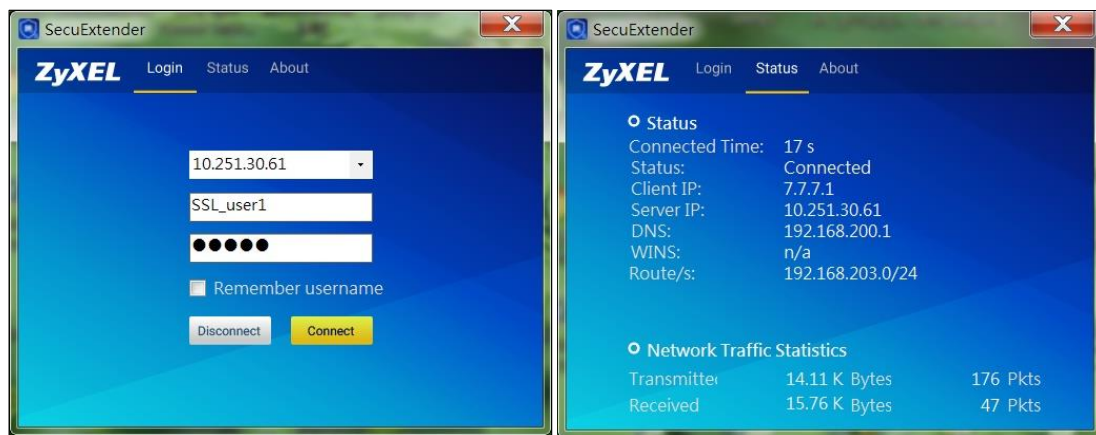 SecuExtender
ZyXEL Login Status About
10.251.30.61
SSL_user1
●●●●●
Remember username
Disconnect Connect
SecuExtender
ZyXEL Login Status About
Status
Connected Time: 17 s
Status: Connected
Client IP: 7.7.7.1
Server IP: 10.251.30.61
DNS: 192.168.200.1
WINS: n/a
Route/s: 192.168.203.0/24
Network Traffic Statistics
Transmitted 14.11 K Bytes 176 Pkts
Received 15.76 K Bytes 47 Pkts